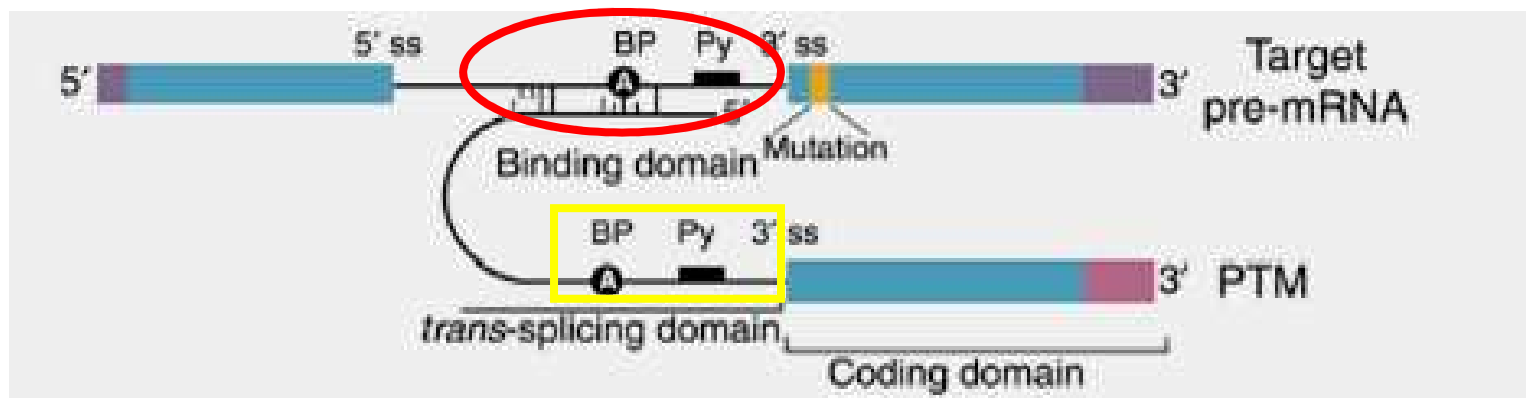 5′ ss BP Py 3′ ss
5′ A 3′ Target
pre-mRNA
5′
Binding domain Mutation
BP Py 3′ ss
A 3′ PTM
trans-splicing domain
Coding domain